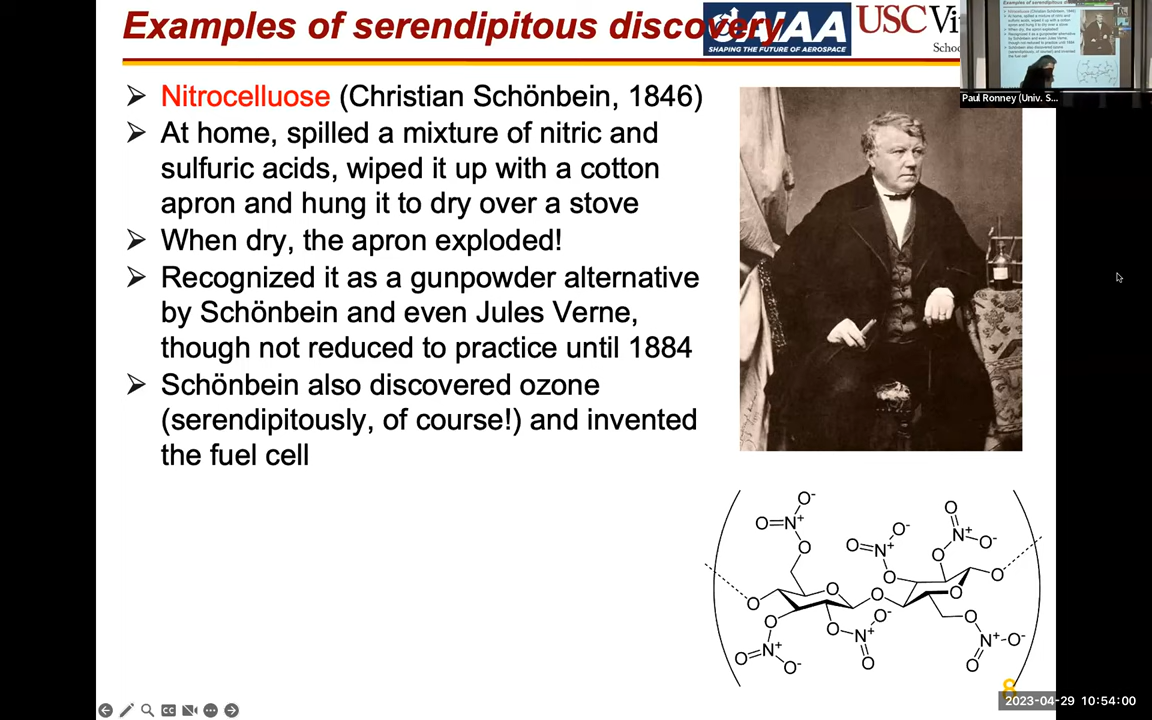 Examples of serendipitous discovery
AIAA
SHAPING THE FUTURE OF AEROSPACE
USC Vit
Schoo
Paul Ronney (Univ. S...
➢ Nitrocelluose (Christian Schönbein, 1846)
➢ At home, spilled a mixture of nitric and
sulfuric acids, wiped it up with a cotton
apron and hung it to dry over a stove
➢ When dry, the apron exploded!
➢ Recognized it as a gunpowder alternative
by Schönbein and even Jules Verne,
though not reduced to practice until 1884
➢ Schönbein also discovered ozone
(serendipitously, of course!) and invented
the fuel cell
O-
O=N+
O
O-
O=N+
O
O
N+
O-
O
O
O
O
O
O
O
N+
O
O-
O
N+
O-
O
O
N+
O-
O
8
CC
2023-04-29 10:54:00